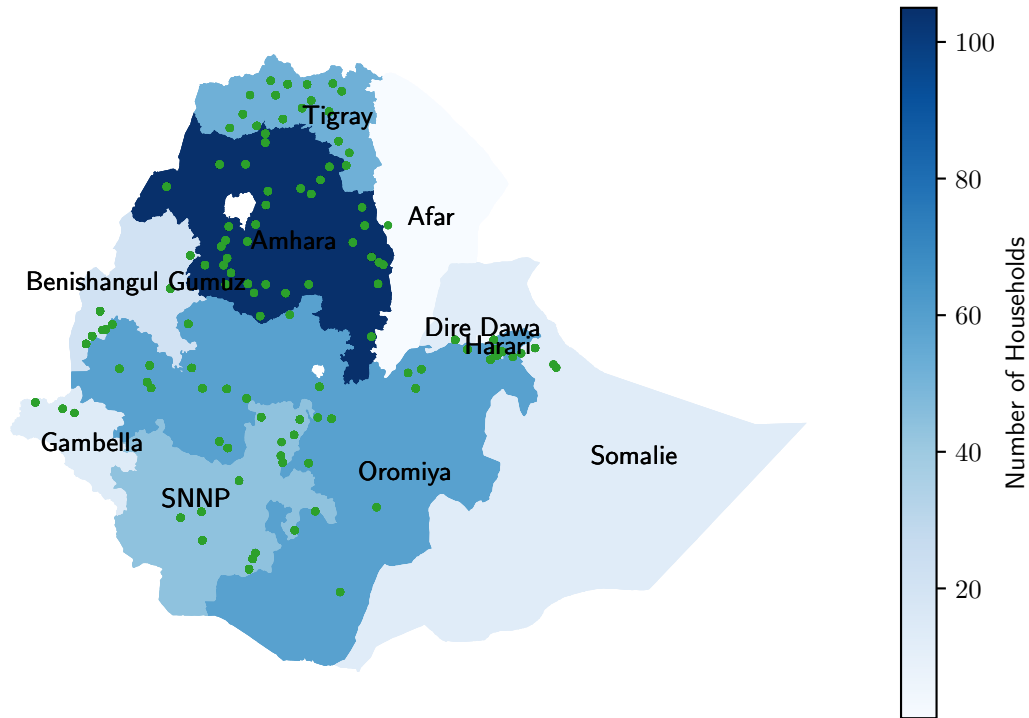 Tigray
Afar
Amhara
Benishangul Gumuz
Dire Dawa
Harari
Gambella
Somalie
Oromiya
SNNP
100
80
60
40
20
Number of Households